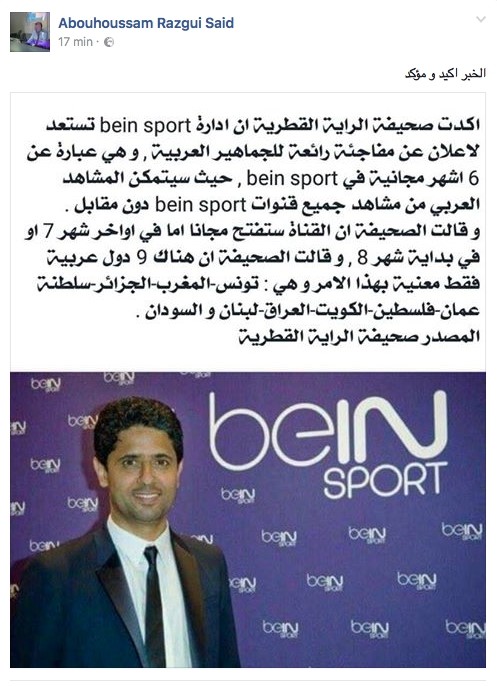 Abouhoussam Razgui Said
17 min ·
الخبر اكيد و مؤكد
اكدت صحيفة الراية القطرية ان ادارة bein sport تستعد
لاعلان عن مفاجئة رائعة للجماهير العربية , و هي عبارة عن
6 اشهر مجانية في bein sport , حيث سيتمكن المشاهد
العربي من مشاهد جميع قنوات bein sport دون مقابل .
و قالت الصحيفة ان القناة ستفتح مجانا اما في اواخر شهر 7 او
في بداية شهر 8 , و قالت الصحيفة ان هناك 9 دول عربية
فقط معنية بهذا الامر و هي : تونس-المغرب-الجزائر-سلطنة
عمان-فلسطين-الكويت-العراق-لبنان و السودان .
المصدر صحيفة الراية القطرية
beIN
SPORT
beIN SPORT
beIN SPORT
beIN SPORT
beIN SPORT
beIN SPORT
beIN SPORT
beIN SPORT
beIN SPORT
beIN SPORT
beIN SPORT
beIN SPORT